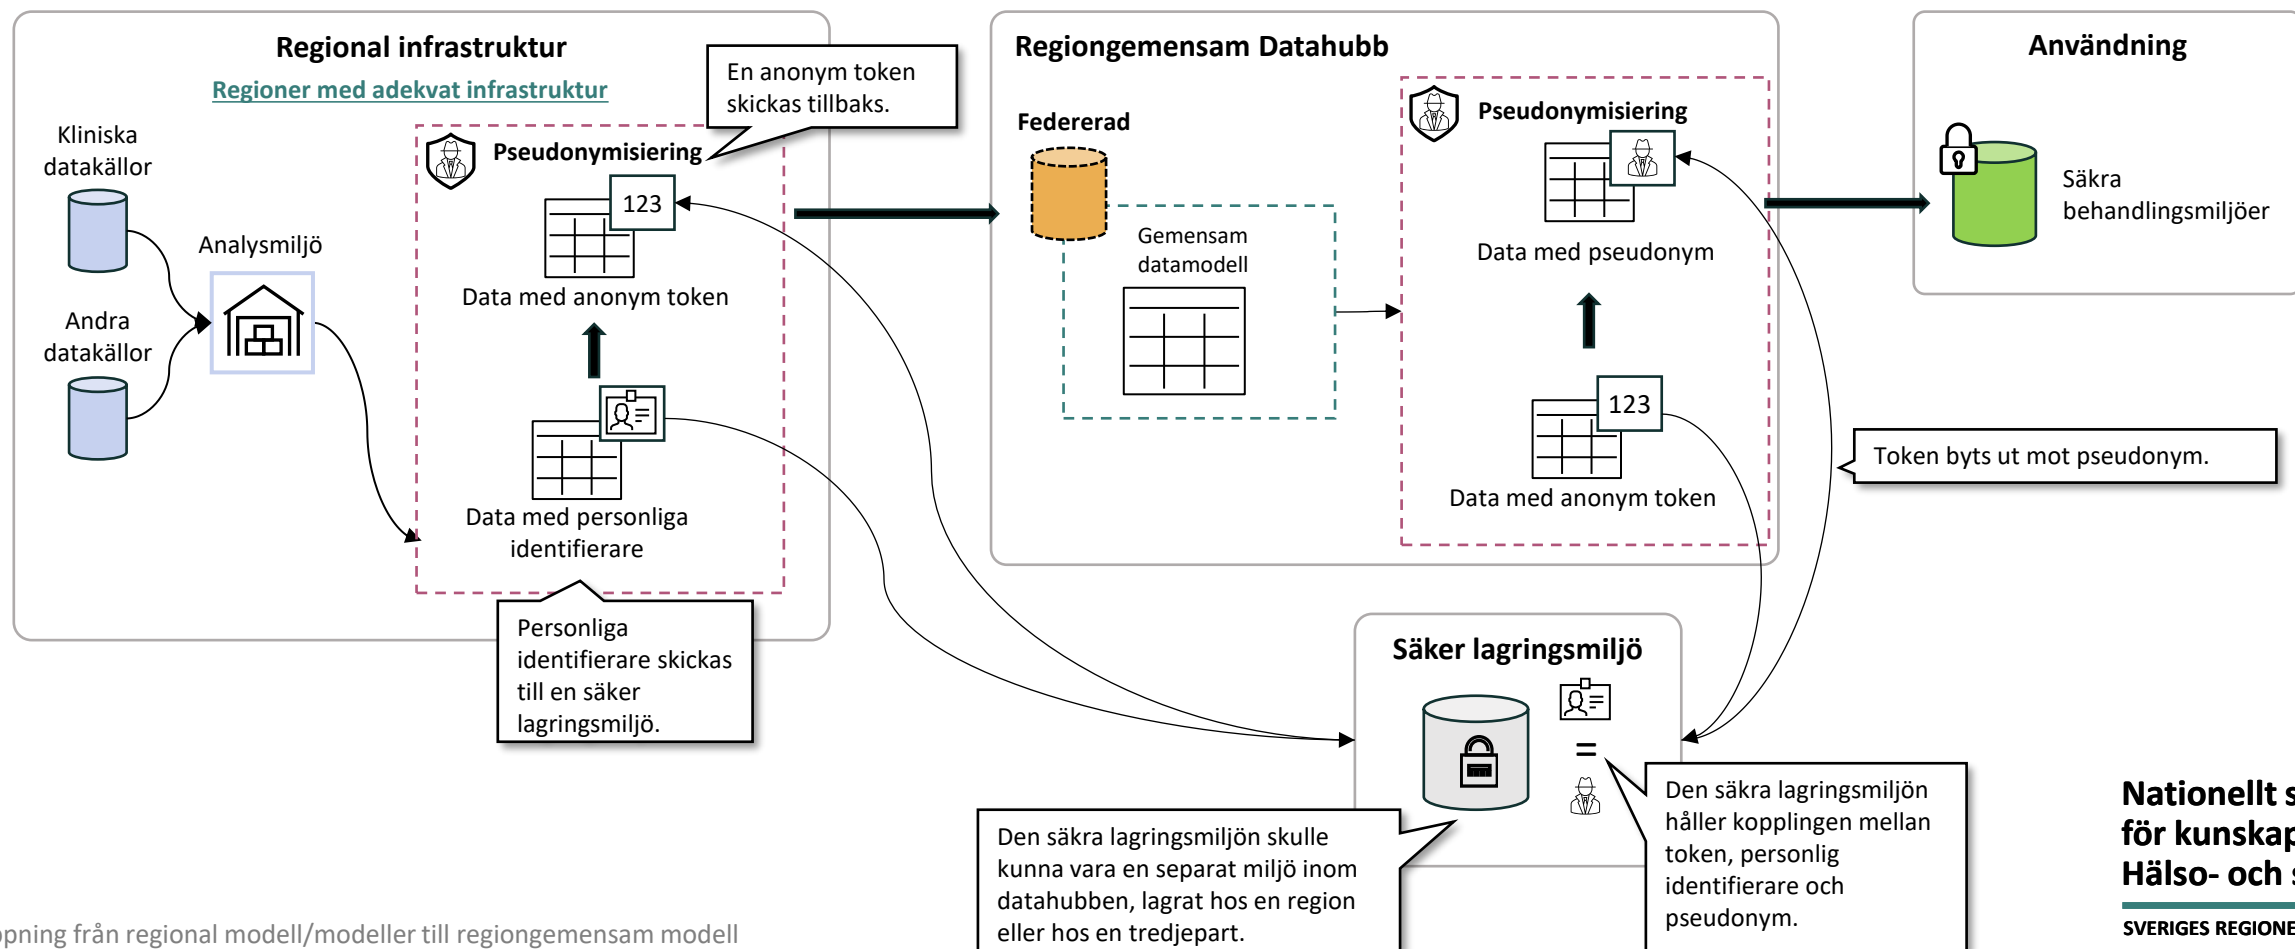 Regional infrastruktur
Regioner med adekvat infrastruktur
En anonym token
skickas tillbaks.
Kliniska
datakällor
Analysmiljö
Andra
datakällor
Pseudonymisiering
123
Data med anonym token
Data med personliga
identifierare
Personliga
identifierare skickas
till en säker
lagringsmiljö.
Regiongemensam Datahubb
Federerad
Gemensam
datamodell
Pseudonymisiering
Data med pseudonym
123
Data med anonym token
Användning
Säkra
behandlingsmiljöer
Token byts ut mot pseudonym.
Säker lagringsmiljö
=
Den säkra lagringsmiljön skulle
kunna vara en separat miljö inom
datahubben, lagrat hos en region
eller hos en tredjepart.
Den säkra lagringsmiljön
håller kopplingen mellan
token, personlig
identifierare och
pseudonym.
från regional modell/modeller till regiongemensam modell
Nationellt
för
Hälso- och
SVERIGES